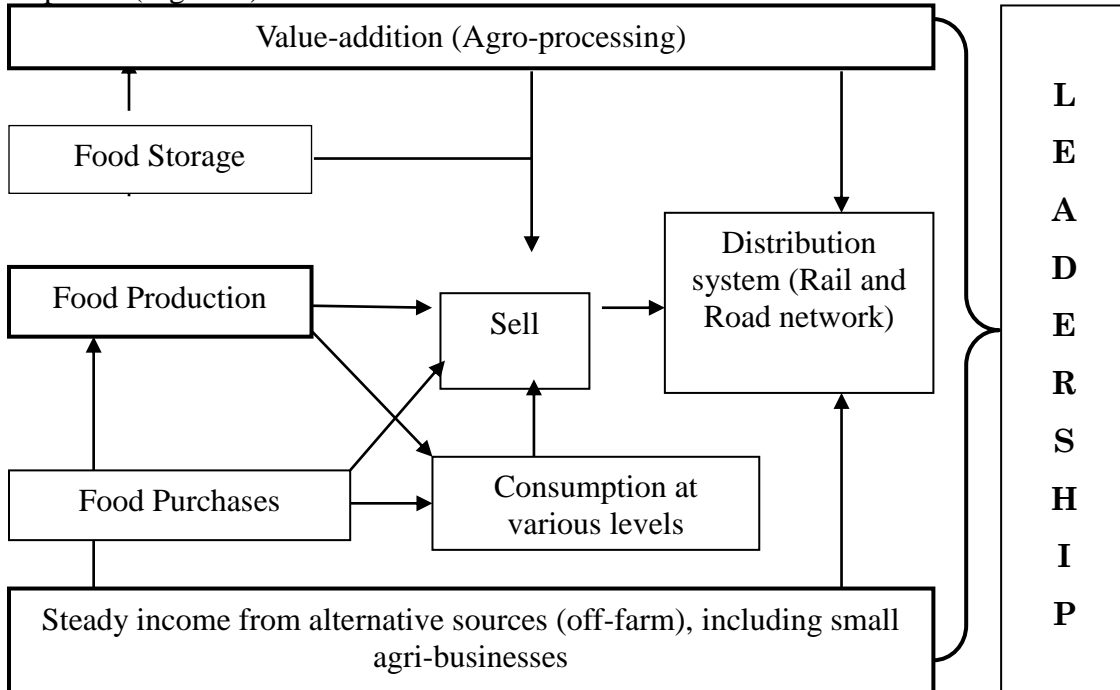 Value-addition (Agro-processing)
Food Storage
Distribution
system (Rail and
Road network)
Food Production
Sell
Food Purchases
Consumption at
various levels
Steady income from alternative sources (off-farm), including small
agri-businesses
L
E
A
D
E
R
S
H
I
P